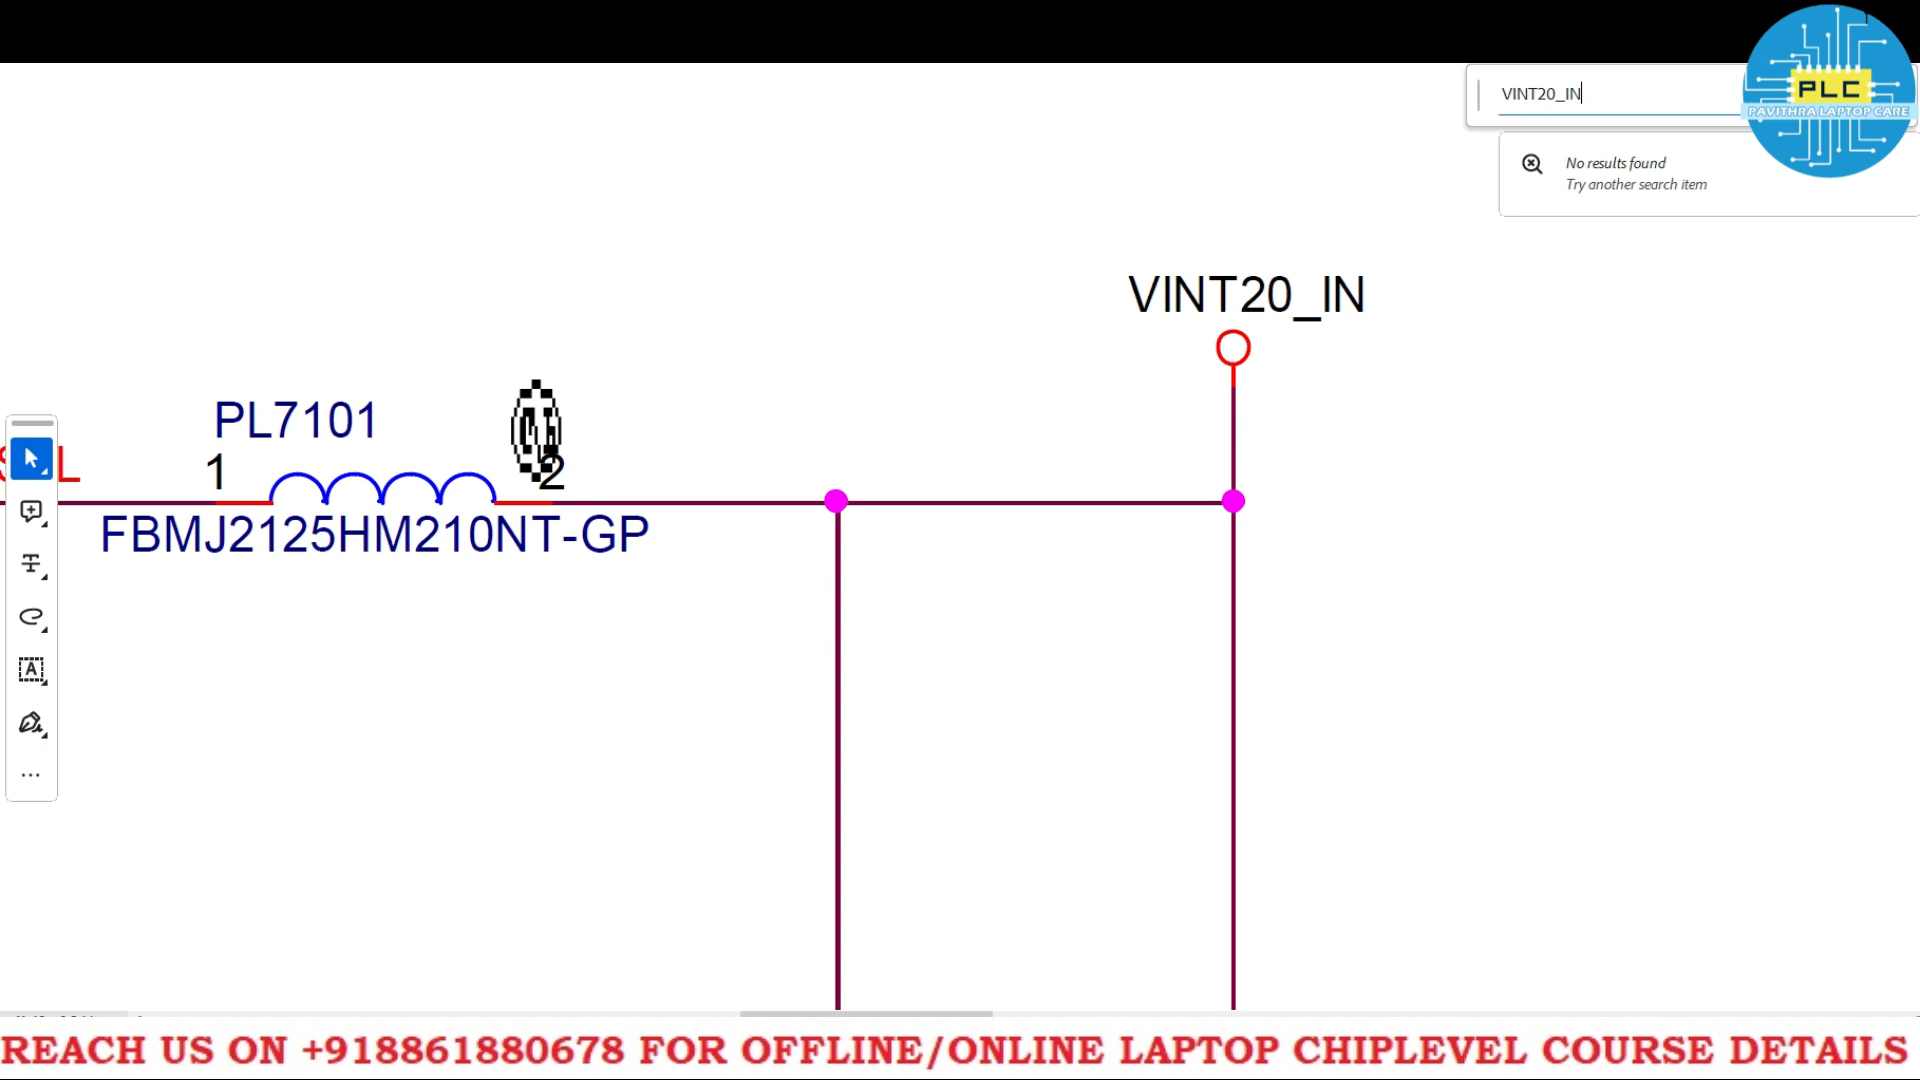 VINT20_IN
PLC
PAVITHRA LAPTOP CARE
No results found
Try another search item
VINT20_IN
PL7101
1
2
L
FBMJ2125HM210NT-GP
REACH US ON +918861880678 FOR OFFLINE/ONLINE LAPTOP CHIPLEVEL COURSE DETAILS